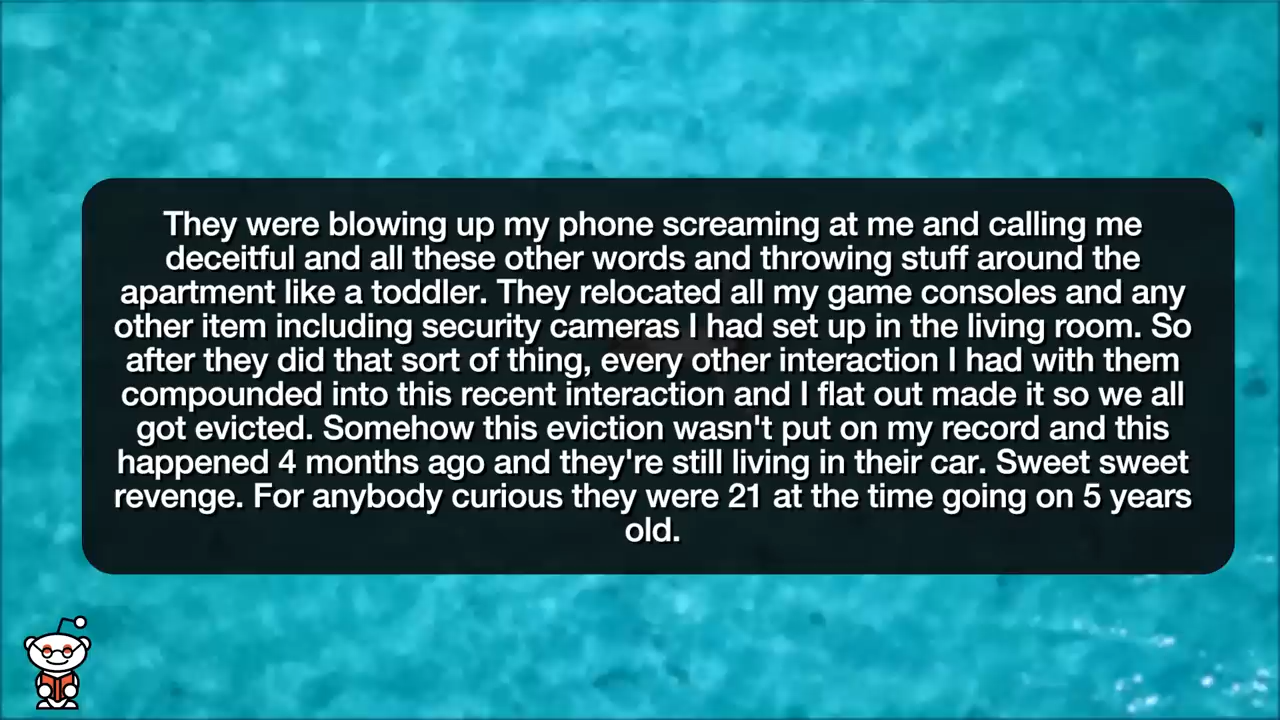 They were blowing up my phone screaming at me and calling me
deceitful and all these other words and throwing stuff around the
apartment like a toddler. They relocated all my game consoles and any
other item including security cameras I had set up in the living room. So
after they did that sort of thing, every other interaction I had with them
compounded into this recent interaction and I flat out made it so we all
got evicted. Somehow this eviction wasn't put on my record and this
happened 4 months ago and they're still living in their car. Sweet sweet
revenge. For anybody curious they were 21 at the time going on 5 years
old.